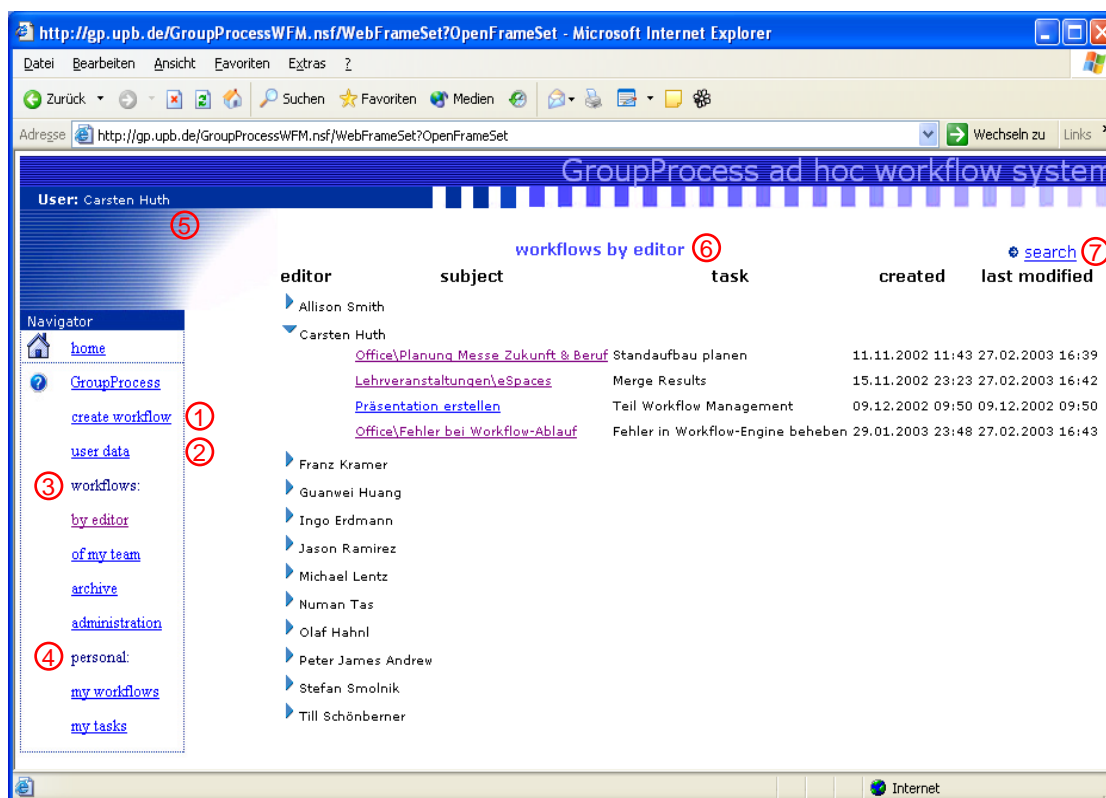 http://gp.upb.de/GroupProcessWFM.nsf/WebFrameSet?OpenFrameSet - Microsoft Internet Explorer
Datei Bearbeiten Ansicht Favoriten Extras ?
Zurück Suchen Favoriten Medien
Adresse http://gp.upb.de/GroupProcessWFM.nsf/WebFrameSet?OpenFrameSet Wechseln zu Links »
GroupProcess ad hoc workflow system
User: Carsten Huth
5
workflows by editor 6 search 7
editor subject task created last modified
Allison Smith
Carsten Huth
Office\Planung Messe Zukunft & Beruf Standaufbau planen 11.11.2002 11:43 27.02.2003 16:39
Lehrveranstaltungen\eSpaces Merge Results 15.11.2002 23:23 27.02.2003 16:42
Präsentation erstellen Teil Workflow Management 09.12.2002 09:50 09.12.2002 09:50
Office\Fehler bei Workflow-Ablauf Fehler in Workflow-Engine beheben 29.01.2003 23:48 27.02.2003 16:43
Franz Kramer
Guanwei Huang
Ingo Erdmann
Jason Ramirez
Michael Lentz
Numan Tas
Olaf Hahnl
Peter James Andrew
Stefan Smolnik
Till Schönberner
Navigator
home
? GroupProcess
create workflow 1
user data 2
3 workflows:
by editor
of my team
archive
administration
4 personal:
my workflows
my tasks
Internet